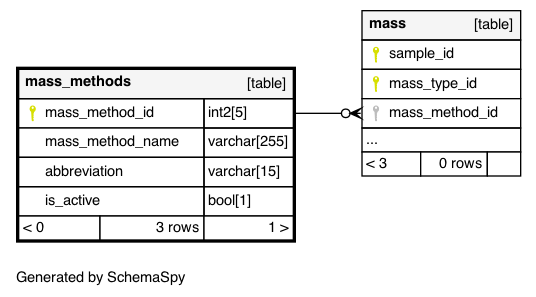 mass_methods [table]
mass_method_id int2[5]
mass_method_name varchar[255]
abbreviation varchar[15]
is_active bool[1]
< 0 3 rows 1 >
mass [table]
sample_id
mass_type_id
mass_method_id
...
< 3 0 rows
Generated by SchemaSpy